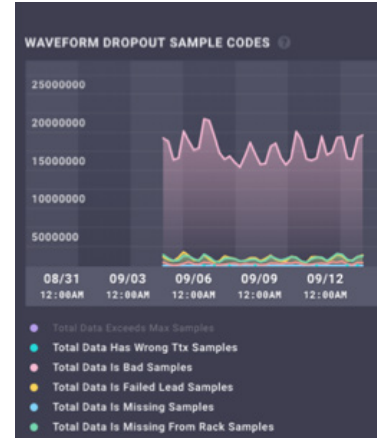 WAVEFORM DROPOUT SAMPLE CODES ?
25000000
20000000
15000000
10000000
5000000
08/31 09/03 09/06 09/09 09/12
12:00AM 12:00AM 12:00AM 12:00AM 12:00AM
Total Data Exceeds Max Samples
Total Data Has Wrong Ttx Samples
Total Data Is Bad Samples
Total Data Is Failed Lead Samples
Total Data Is Missing Samples
Total Data Is Missing From Rack Samples